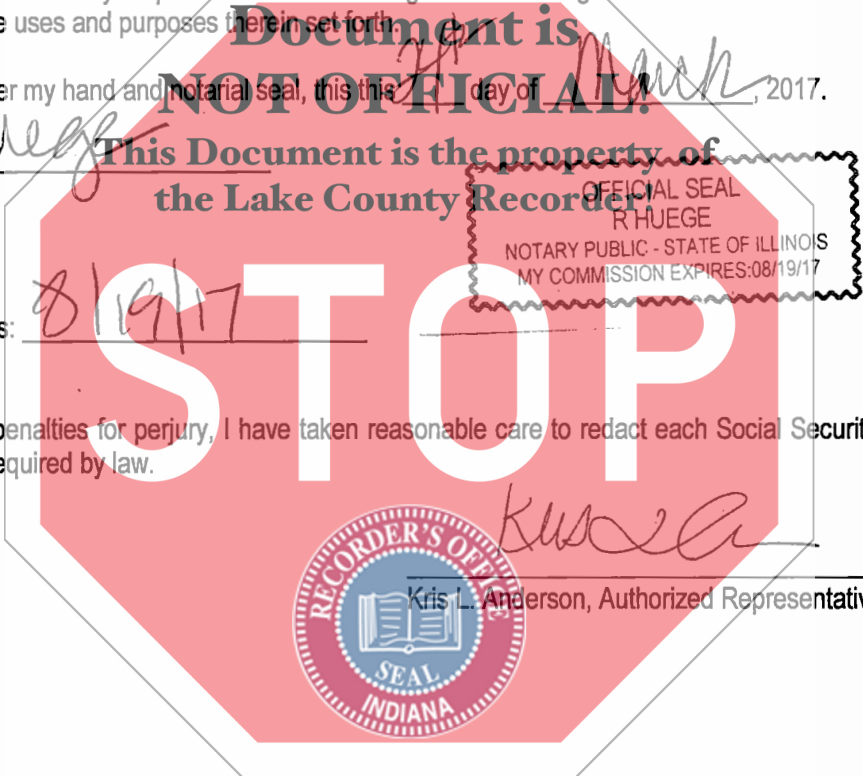 e uses and purposes therein set forth.
Document is
er my hand and notarial seal, this this day of March, 2017.
NOT OFFICIAL!
uege
This Document is the property of
the Lake County Recorder!
OFFICIAL SEAL
R HUEGE
NOTARY PUBLIC - STATE OF ILLINOIS
MY COMMISSION EXPIRES:08/19/17
s: 8/19/17
STOP
penalties for perjury, I have taken reasonable care to redact each Social Securit
equired by law.
Kris L. Anderson, Authorized Representativ
RECORDER'S OFFICE
SEAL
INDIANA